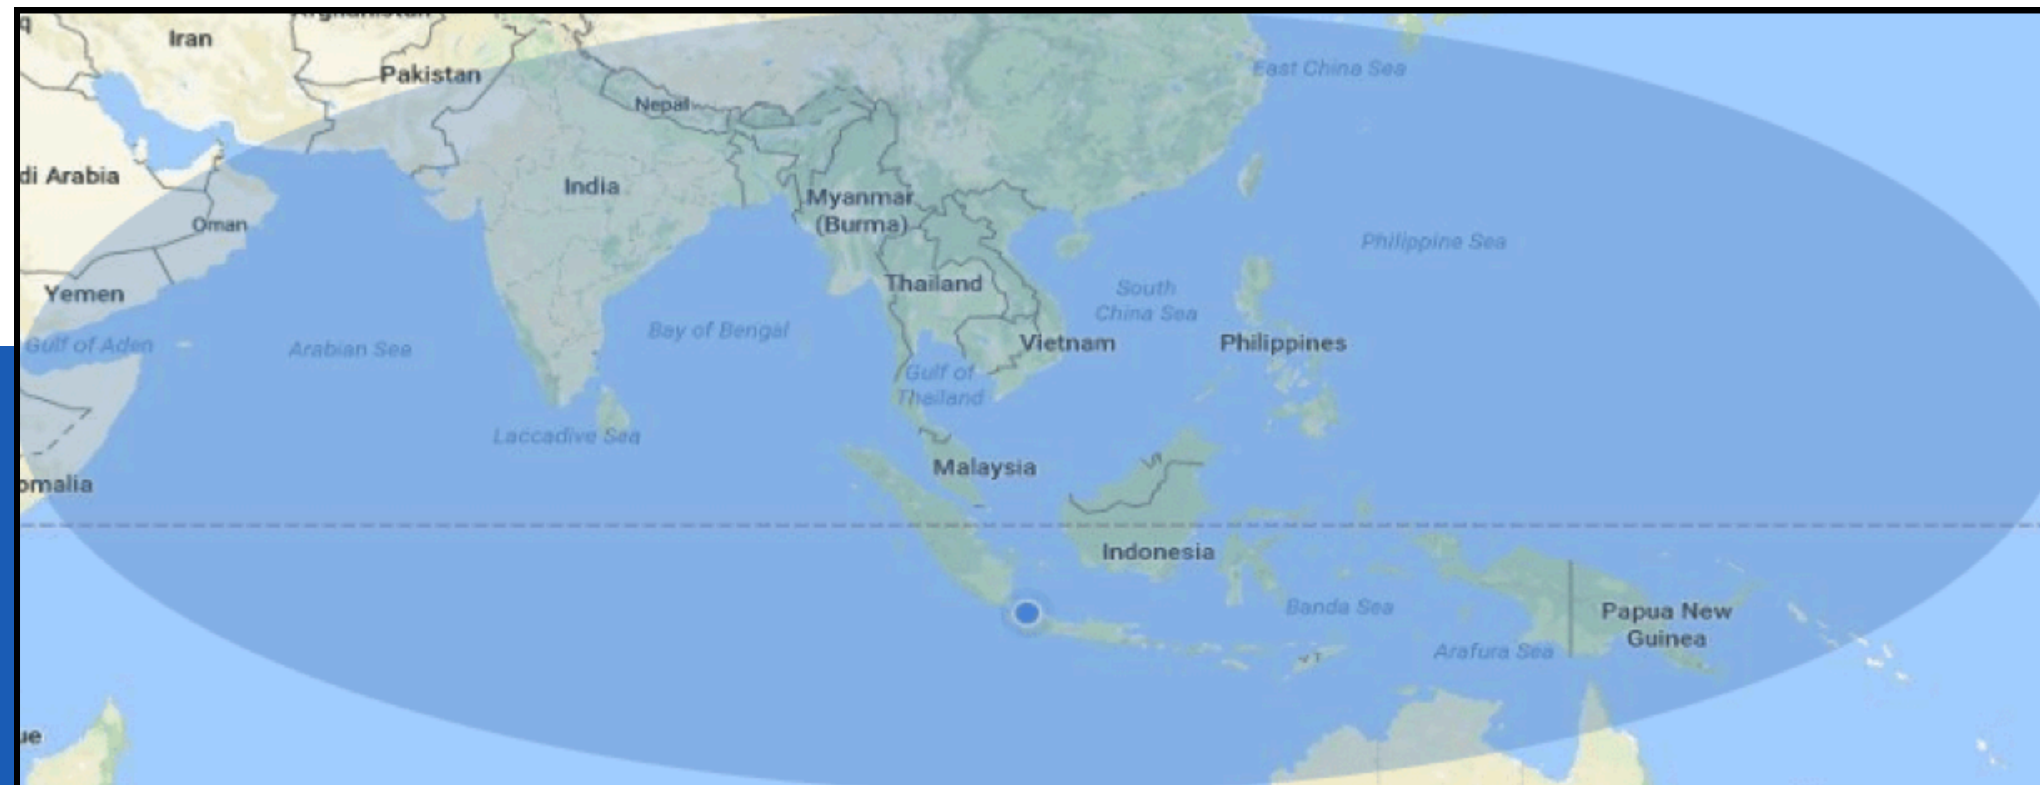 Iran
Pakistan
East China Sea
Nepal
di Arabia
India
Myanmar
(Burma)
Oman
Philippine Sea
Thailand
Yemen
South
China Sea
Bay of Bengal
Gulf of Aden
Arabian Sea
Vietnam
Philippines
Gulf of
Thailand
Laccadive Sea
Malaysia
omalia
Indonesia
Banda Sea
Papua New
Guinea
Arafura Sea
ue